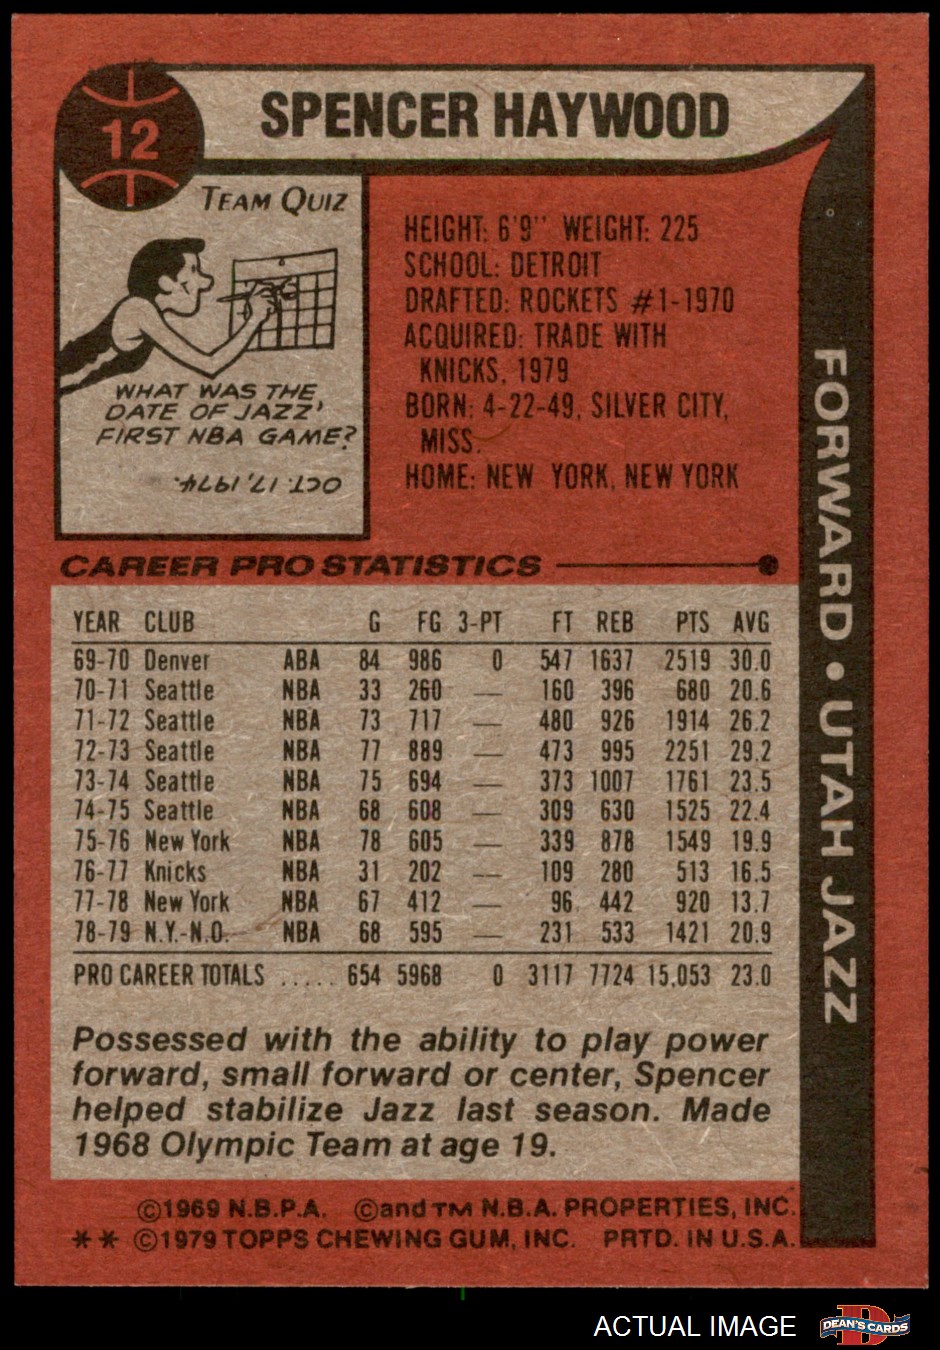 12
SPENCER HAYWOOD
TEAM QUIZ
WHAT WAS THE
DATE OF JAZZ'
FIRST NBA GAME?
OCT. 17, 1974.
HEIGHT: 6'9'' WEIGHT: 225
SCHOOL: DETROIT
DRAFTED: ROCKETS #1-1970
ACQUIRED: TRADE WITH
KNICKS, 1979
BORN: 4-22-49, SILVER CITY,
MISS.
HOME: NEW YORK, NEW YORK
FORWARD • UTAH JAZZ
CAREER PRO STATISTICS
YEAR CLUB G FG 3-PT FT REB PTS AVG
69-70 Denver ABA 84 986 0 547 1637 2519 30.0
70-71 Seattle NBA 33 260 — 160 396 680 20.6
71-72 Seattle NBA 73 717 — 480 926 1914 26.2
72-73 Seattle NBA 77 889 — 473 995 2251 29.2
73-74 Seattle NBA 75 694 — 373 1007 1761 23.5
74-75 Seattle NBA 68 608 — 309 630 1525 22.4
75-76 New York NBA 78 605 — 339 878 1549 19.9
76-77 Knicks NBA 31 202 — 109 280 513 16.5
77-78 New York NBA 67 412 — 96 442 920 13.7
78-79 N.Y.-N.O. NBA 68 595 — 231 533 1421 20.9
PRO CAREER TOTALS ..... 654 5968 0 3117 7724 15,053 23.0
Possessed with the ability to play power
forward, small forward or center, Spencer
helped stabilize Jazz last season. Made
1968 Olympic Team at age 19.
©1969 N.B.P.A. ©and TM N.B.A. PROPERTIES, INC.
** ©1979 TOPPS CHEWING GUM, INC. PRTD. IN U.S.A.
ACTUAL IMAGE
DEAN'S CARDS